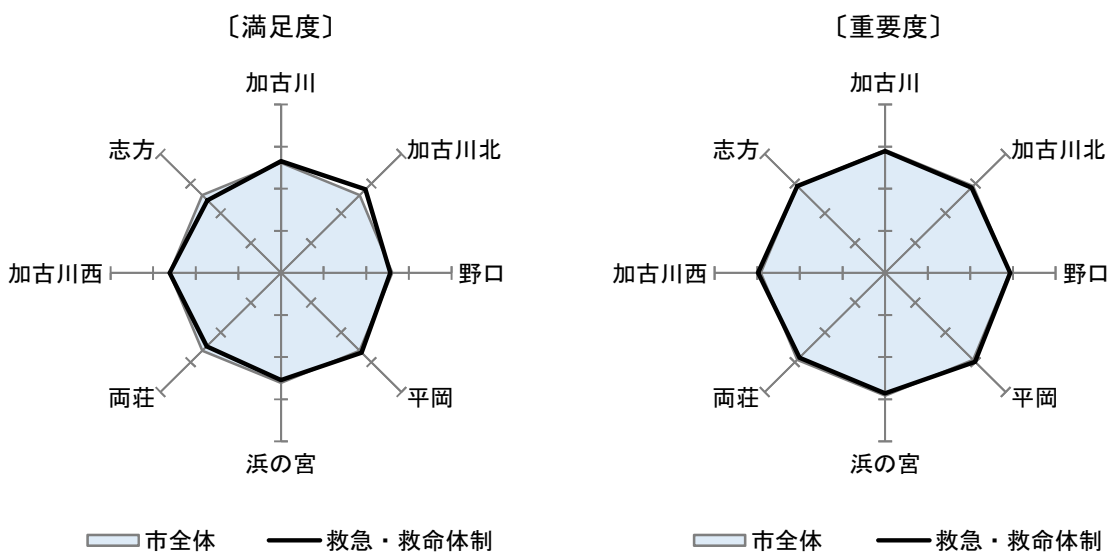 〔満足度〕
加古川
加古川北
野口
平岡
浜の宮
両荘
加古川西
志方
市全体
救急・救命体制
〔重要度〕
加古川
加古川北
野口
平岡
浜の宮
両荘
加古川西
志方
市全体
救急・救命体制